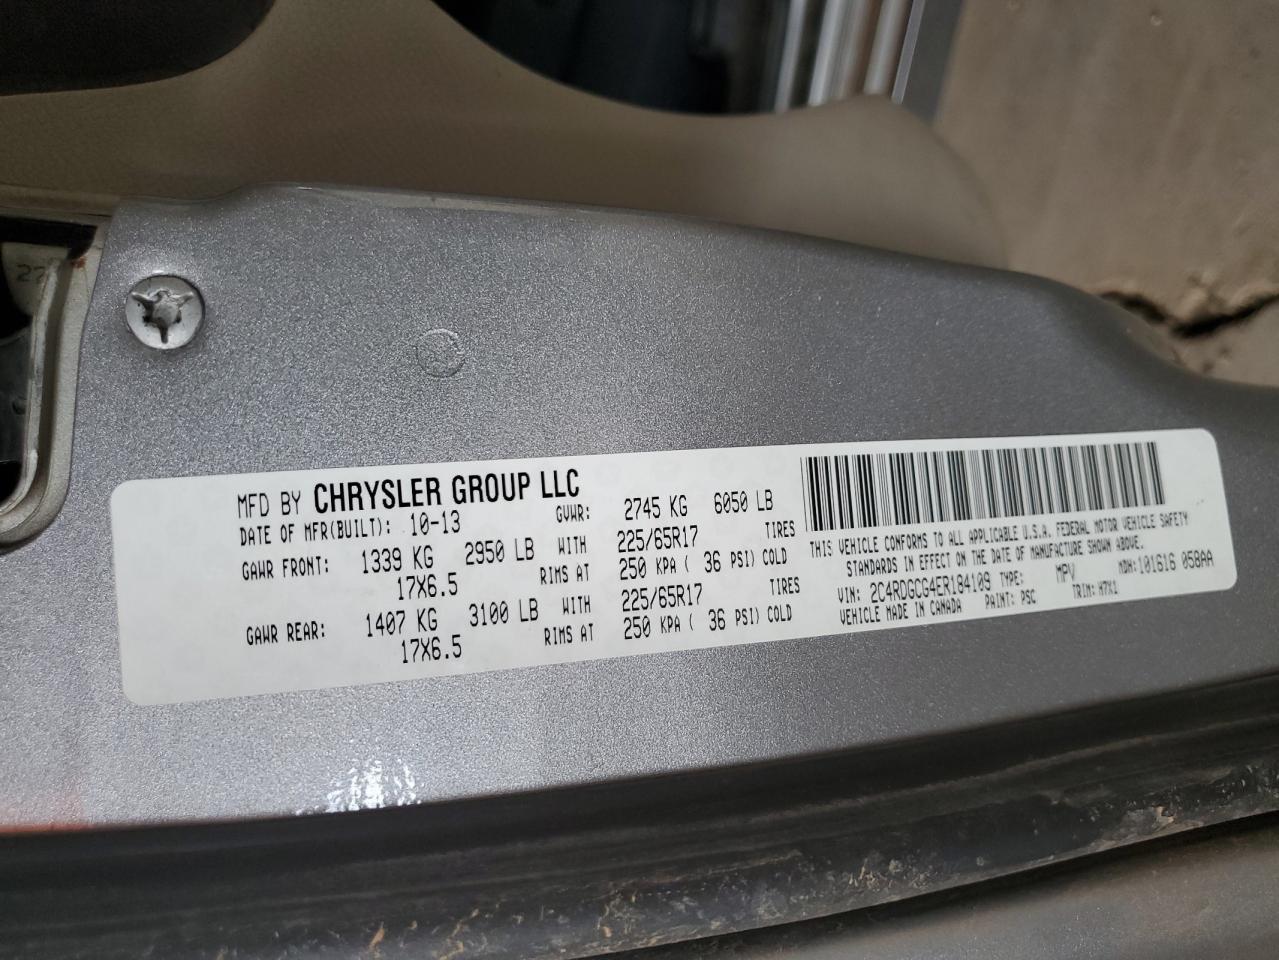 MFD BY CHRYSLER GROUP LLC
DATE OF MFR(BUILT): 10-13 GVWR: 2745 KG 6050 LB
GAWR FRONT: 1339 KG 2950 LB WITH 225/65R17 TIRES
17X6.5 RIMS AT 250 KPA ( 36 PSI) COLD
GAWR REAR: 1407 KG 3100 LB WITH 225/65R17 TIRES
17X6.5 RIMS AT 250 KPA ( 36 PSI) COLD
THIS VEHICLE CONFORMS TO ALL APPLICABLE U.S.A. FEDERAL MOTOR VEHICLE SAFETY
STANDARDS IN EFFECT ON THE DATE OF MANUFACTURE SHOWN ABOVE.
VIN: 2C4RDGCG4ER184109 TYPE: MPV MDH: 101616 058AA
VEHICLE MADE IN CANADA PAINT: PSC TRIM: H7X1